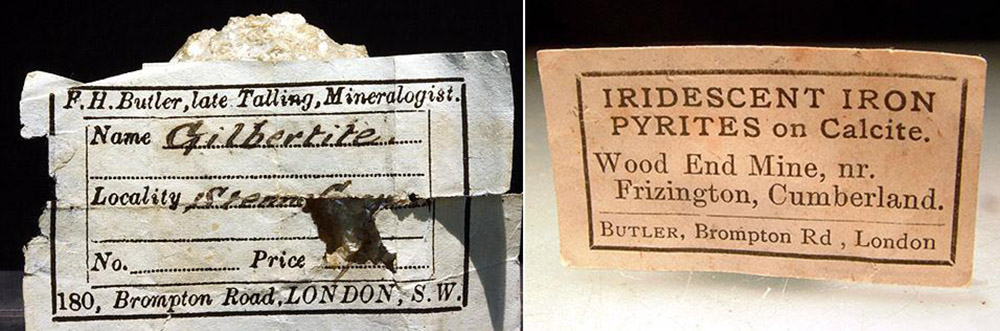 F. H. Butler, late Talling, Mineralogist.
Name Gilbertite.
Locality
No. Price
180, Brompton Road, LONDON, S.W.
IRIDESCENT IRON
PYRITES on Calcite.
Wood End Mine, nr.
Frizington, Cumberland.
BUTLER, Brompton Rd, London